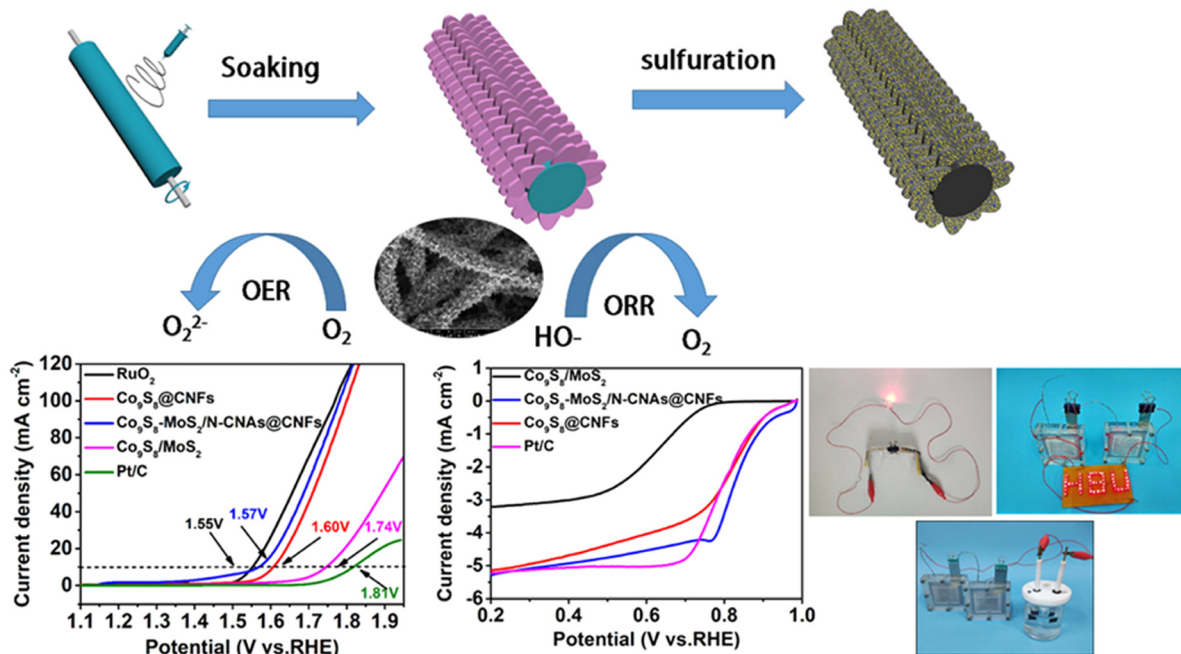 Soaking
sulfuration
OER
O₂²⁻
O₂
ORR
HO-
O₂
Current density (mA cm⁻²)
120
100
80
60
40
20
10
0
RuO₂
Co₉S₈@CNFs
Co₉S₈-MoS₂/N-CNAs@CNFs
Co₉S₈/MoS₂
Pt/C
1.55V
1.57V
1.60V
1.74V
1.81V
1.1
1.2
1.3
1.4
1.5
1.6
1.7
1.8
1.9
Potential (V vs.RHE)
Current density (mA cm⁻²)
1
0
-1
-2
-3
-4
-5
-6
Co₉S₈/MoS₂
Co₉S₈-MoS₂/N-CNAs@CNFs
Co₉S₈@CNFs
Pt/C
0.2
0.4
0.6
0.8
1.0
Potential (V vs.RHE)
HBU